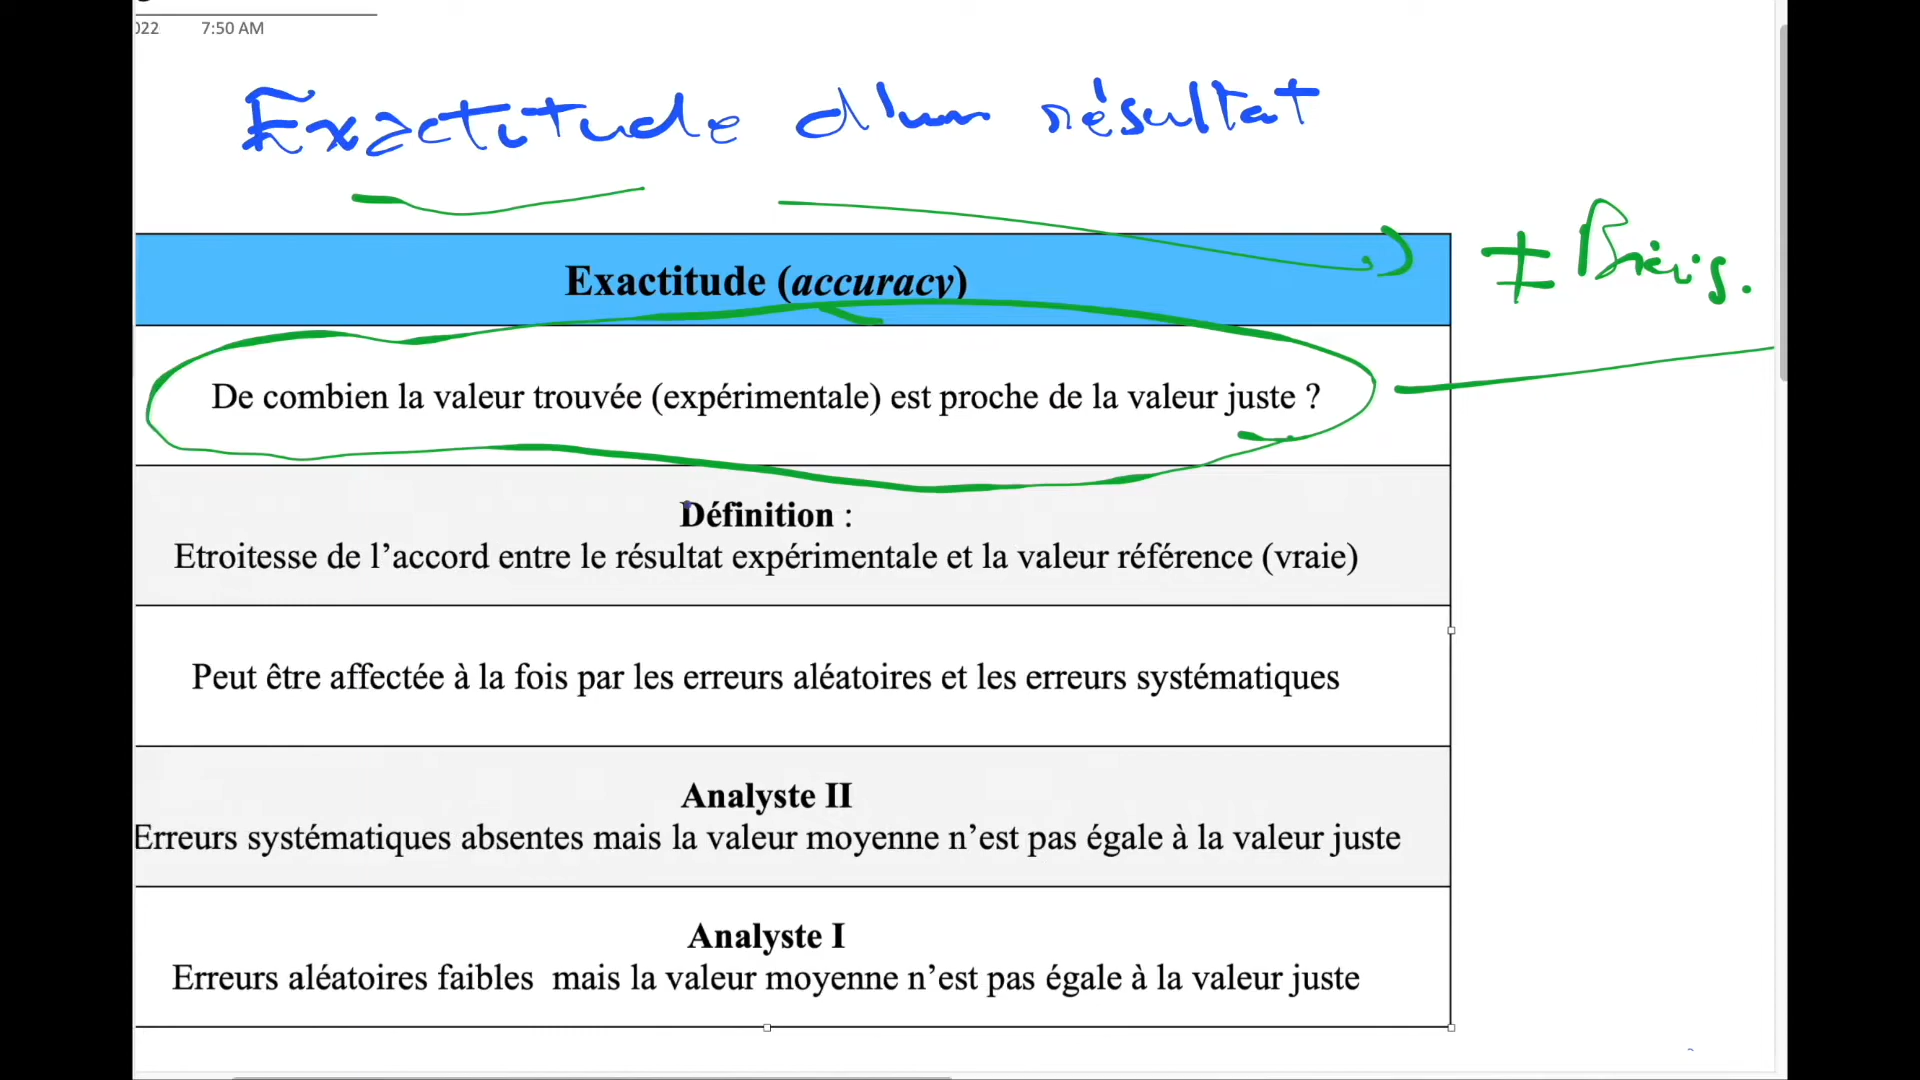 022 7:50 AM
Exactitude d'un résultat
Exactitude (accuracy)
≠ Précis.
De combien la valeur trouvée (expérimentale) est proche de la valeur juste ?
Définition :
Etroitesse de l’accord entre le résultat expérimentale et la valeur référence (vraie)
Peut être affectée à la fois par les erreurs aléatoires et les erreurs systématiques
Analyste II
Erreurs systématiques absentes mais la valeur moyenne n’est pas égale à la valeur juste
Analyste I
Erreurs aléatoires faibles  mais la valeur moyenne n’est pas égale à la valeur juste